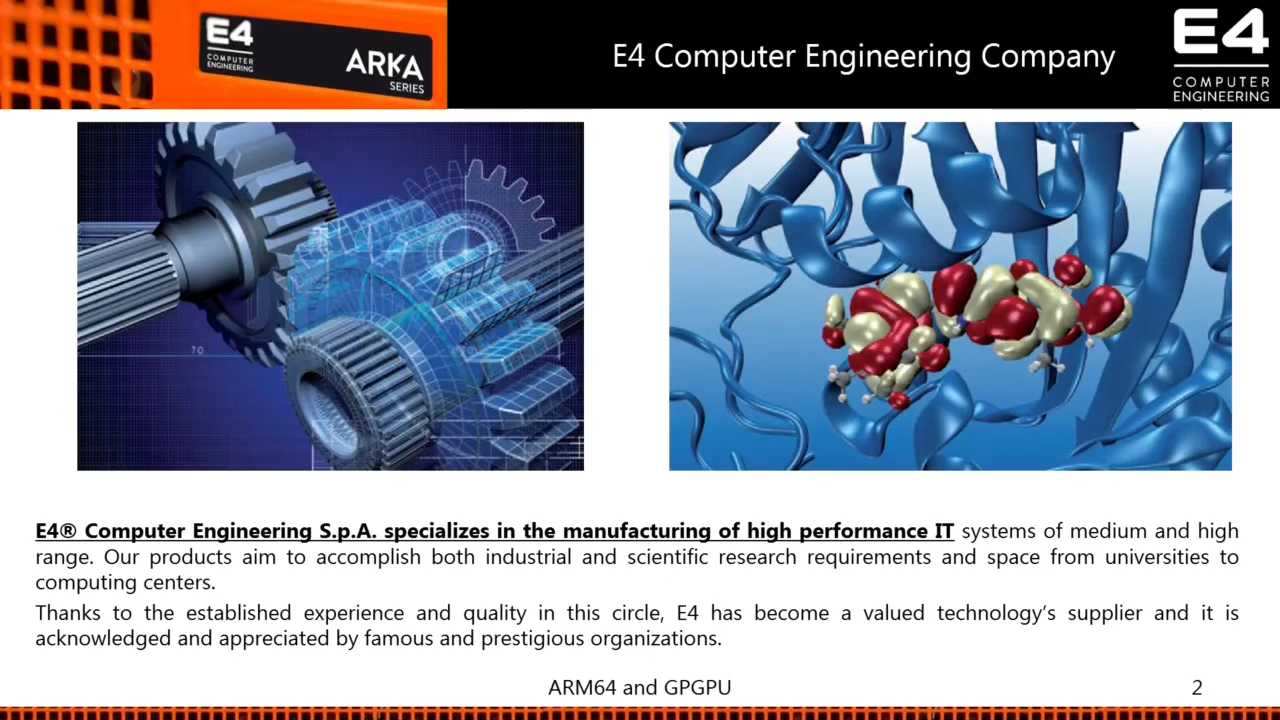 E4
COMPUTER
ENGINEERING
ARKA
SERIES
E4 Computer Engineering Company
E4
COMPUTER
ENGINEERING
70
E4® Computer Engineering S.p.A. specializes in the manufacturing of high performance IT systems of medium and high
range. Our products aim to accomplish both industrial and scientific research requirements and space from universities to
computing centers.
Thanks to the established experience and quality in this circle, E4 has become a valued technology’s supplier and it is
acknowledged and appreciated by famous and prestigious organizations.
ARM64 and GPGPU
2